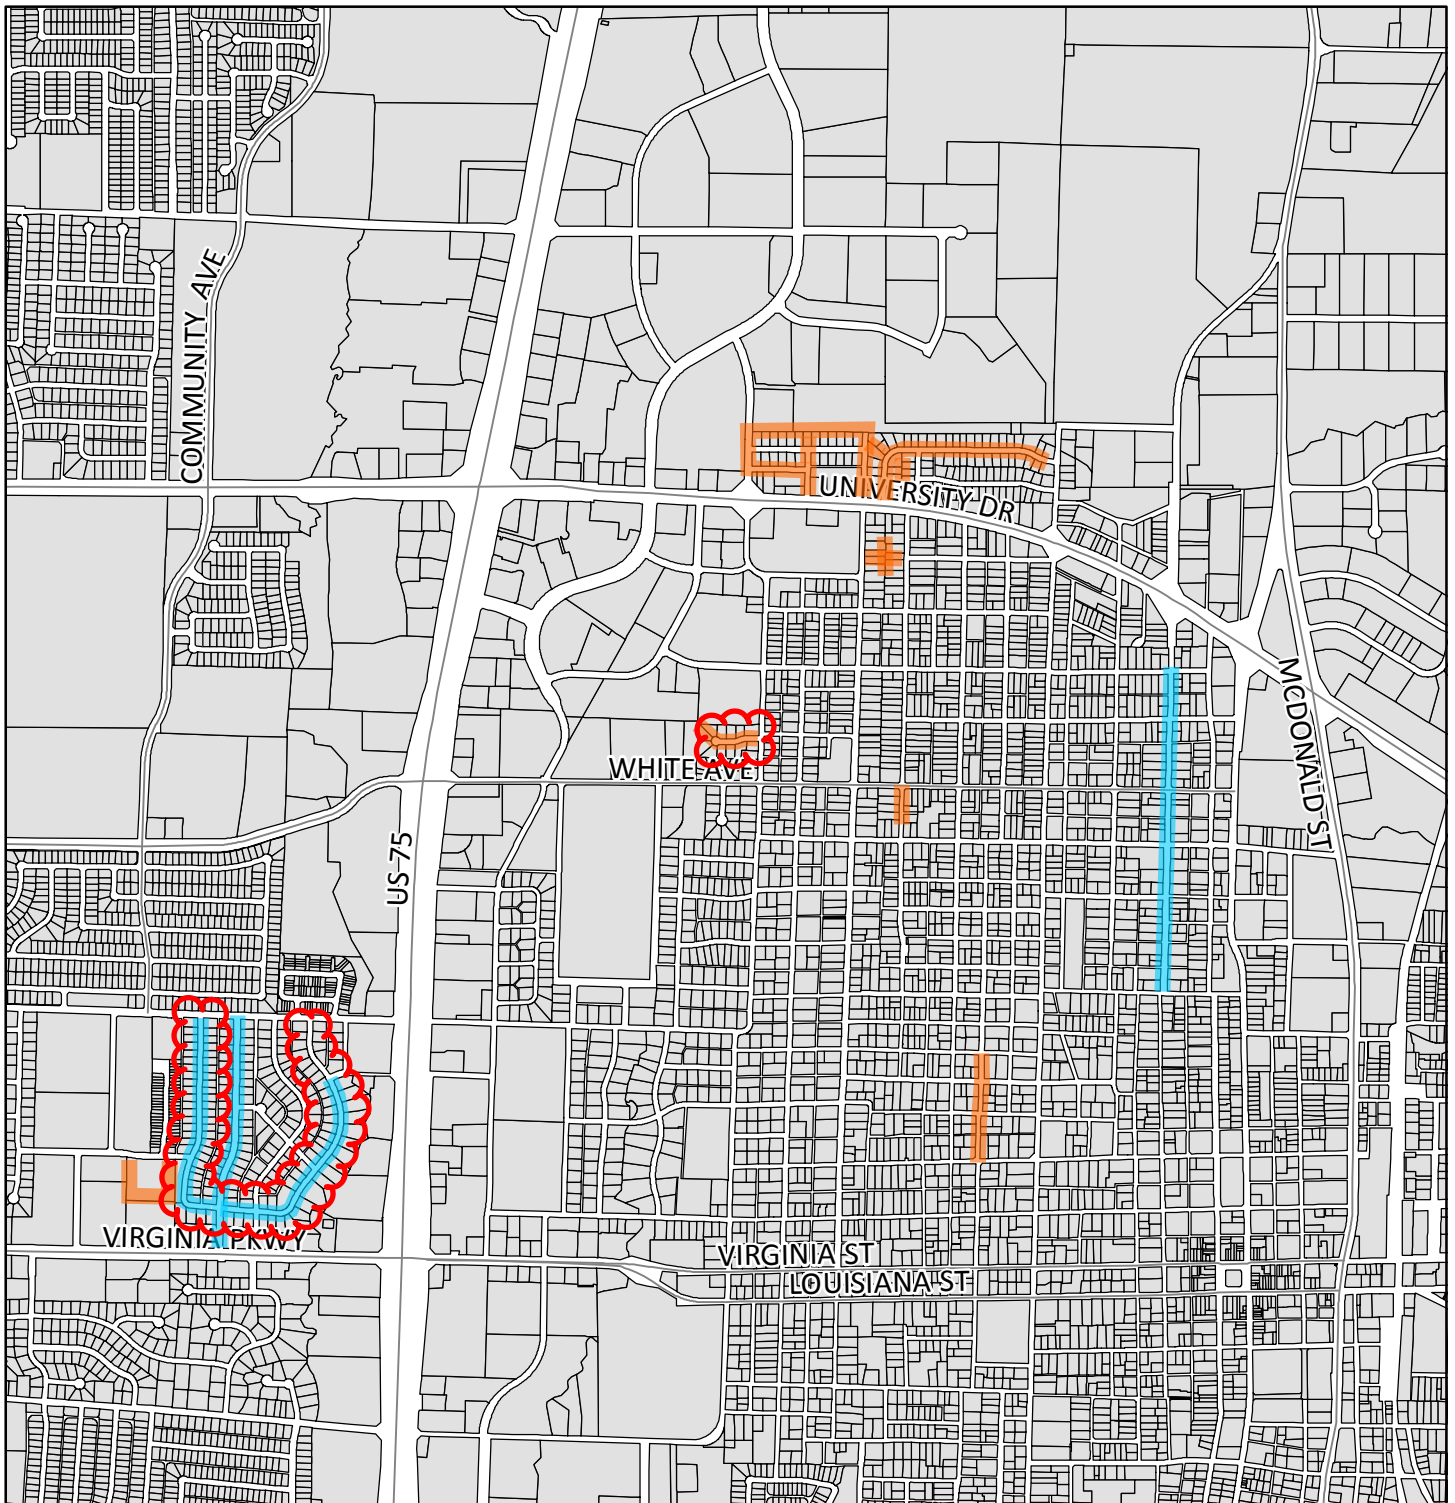 COMMUNITY AVE
UNIVERSITY DR
MCDONALD ST
WHITE AVE
US-75
VIRGINIA PKWY
VIRGINIA ST
LOUISIANA ST